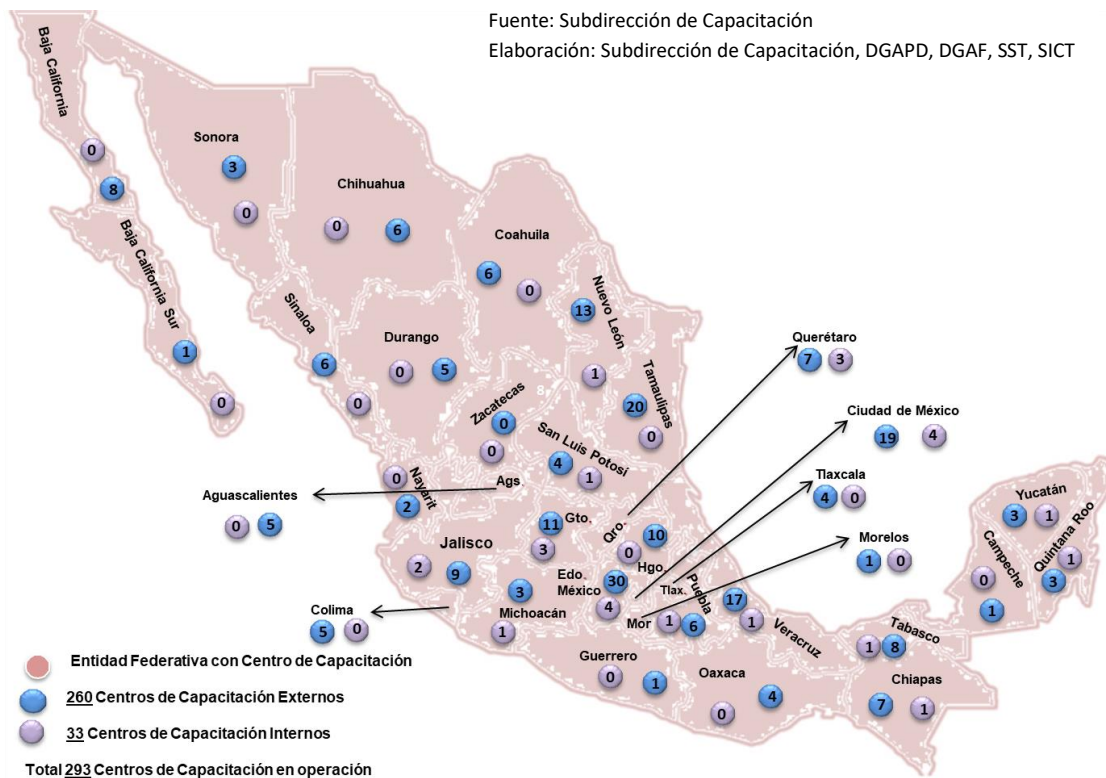 Fuente: Subdirección de Capacitación
Elaboración: Subdirección de Capacitación, DGAPD, DGAF, SST, SICT
Baja California
0
8
Sonora
3
0
Chihuahua
0
6
Coahuila
6
0
Nuevo León
13
1
Baja California Sur
1
0
Sinaloa
6
0
Durango
0
5
Tamaulipas
20
0
Zacatecas
0
0
San Luis Potosí
4
1
Querétaro
7
3
Ciudad de México
19
4
Tlaxcala
4
0
Morelos
1
0
Nayarit
0
2
Ags.
Aguascalientes
0
5
Gto.
11
3
Qro.
Hgo.
10
0
Jalisco
2
9
Edo.
México
30
4
Tlax.
Mor
Puebla
1
6
Michoacán
3
1
Colima
5
0
Veracruz
17
1
Guerrero
0
1
Oaxaca
4
0
Tabasco
1
8
Chiapas
7
1
Campeche
0
1
Yucatán
3
1
Quintana Roo
1
3
Entidad Federativa con Centro de Capacitación
260 Centros de Capacitación Externos
33 Centros de Capacitación Internos
Total 293 Centros de Capacitación en operación